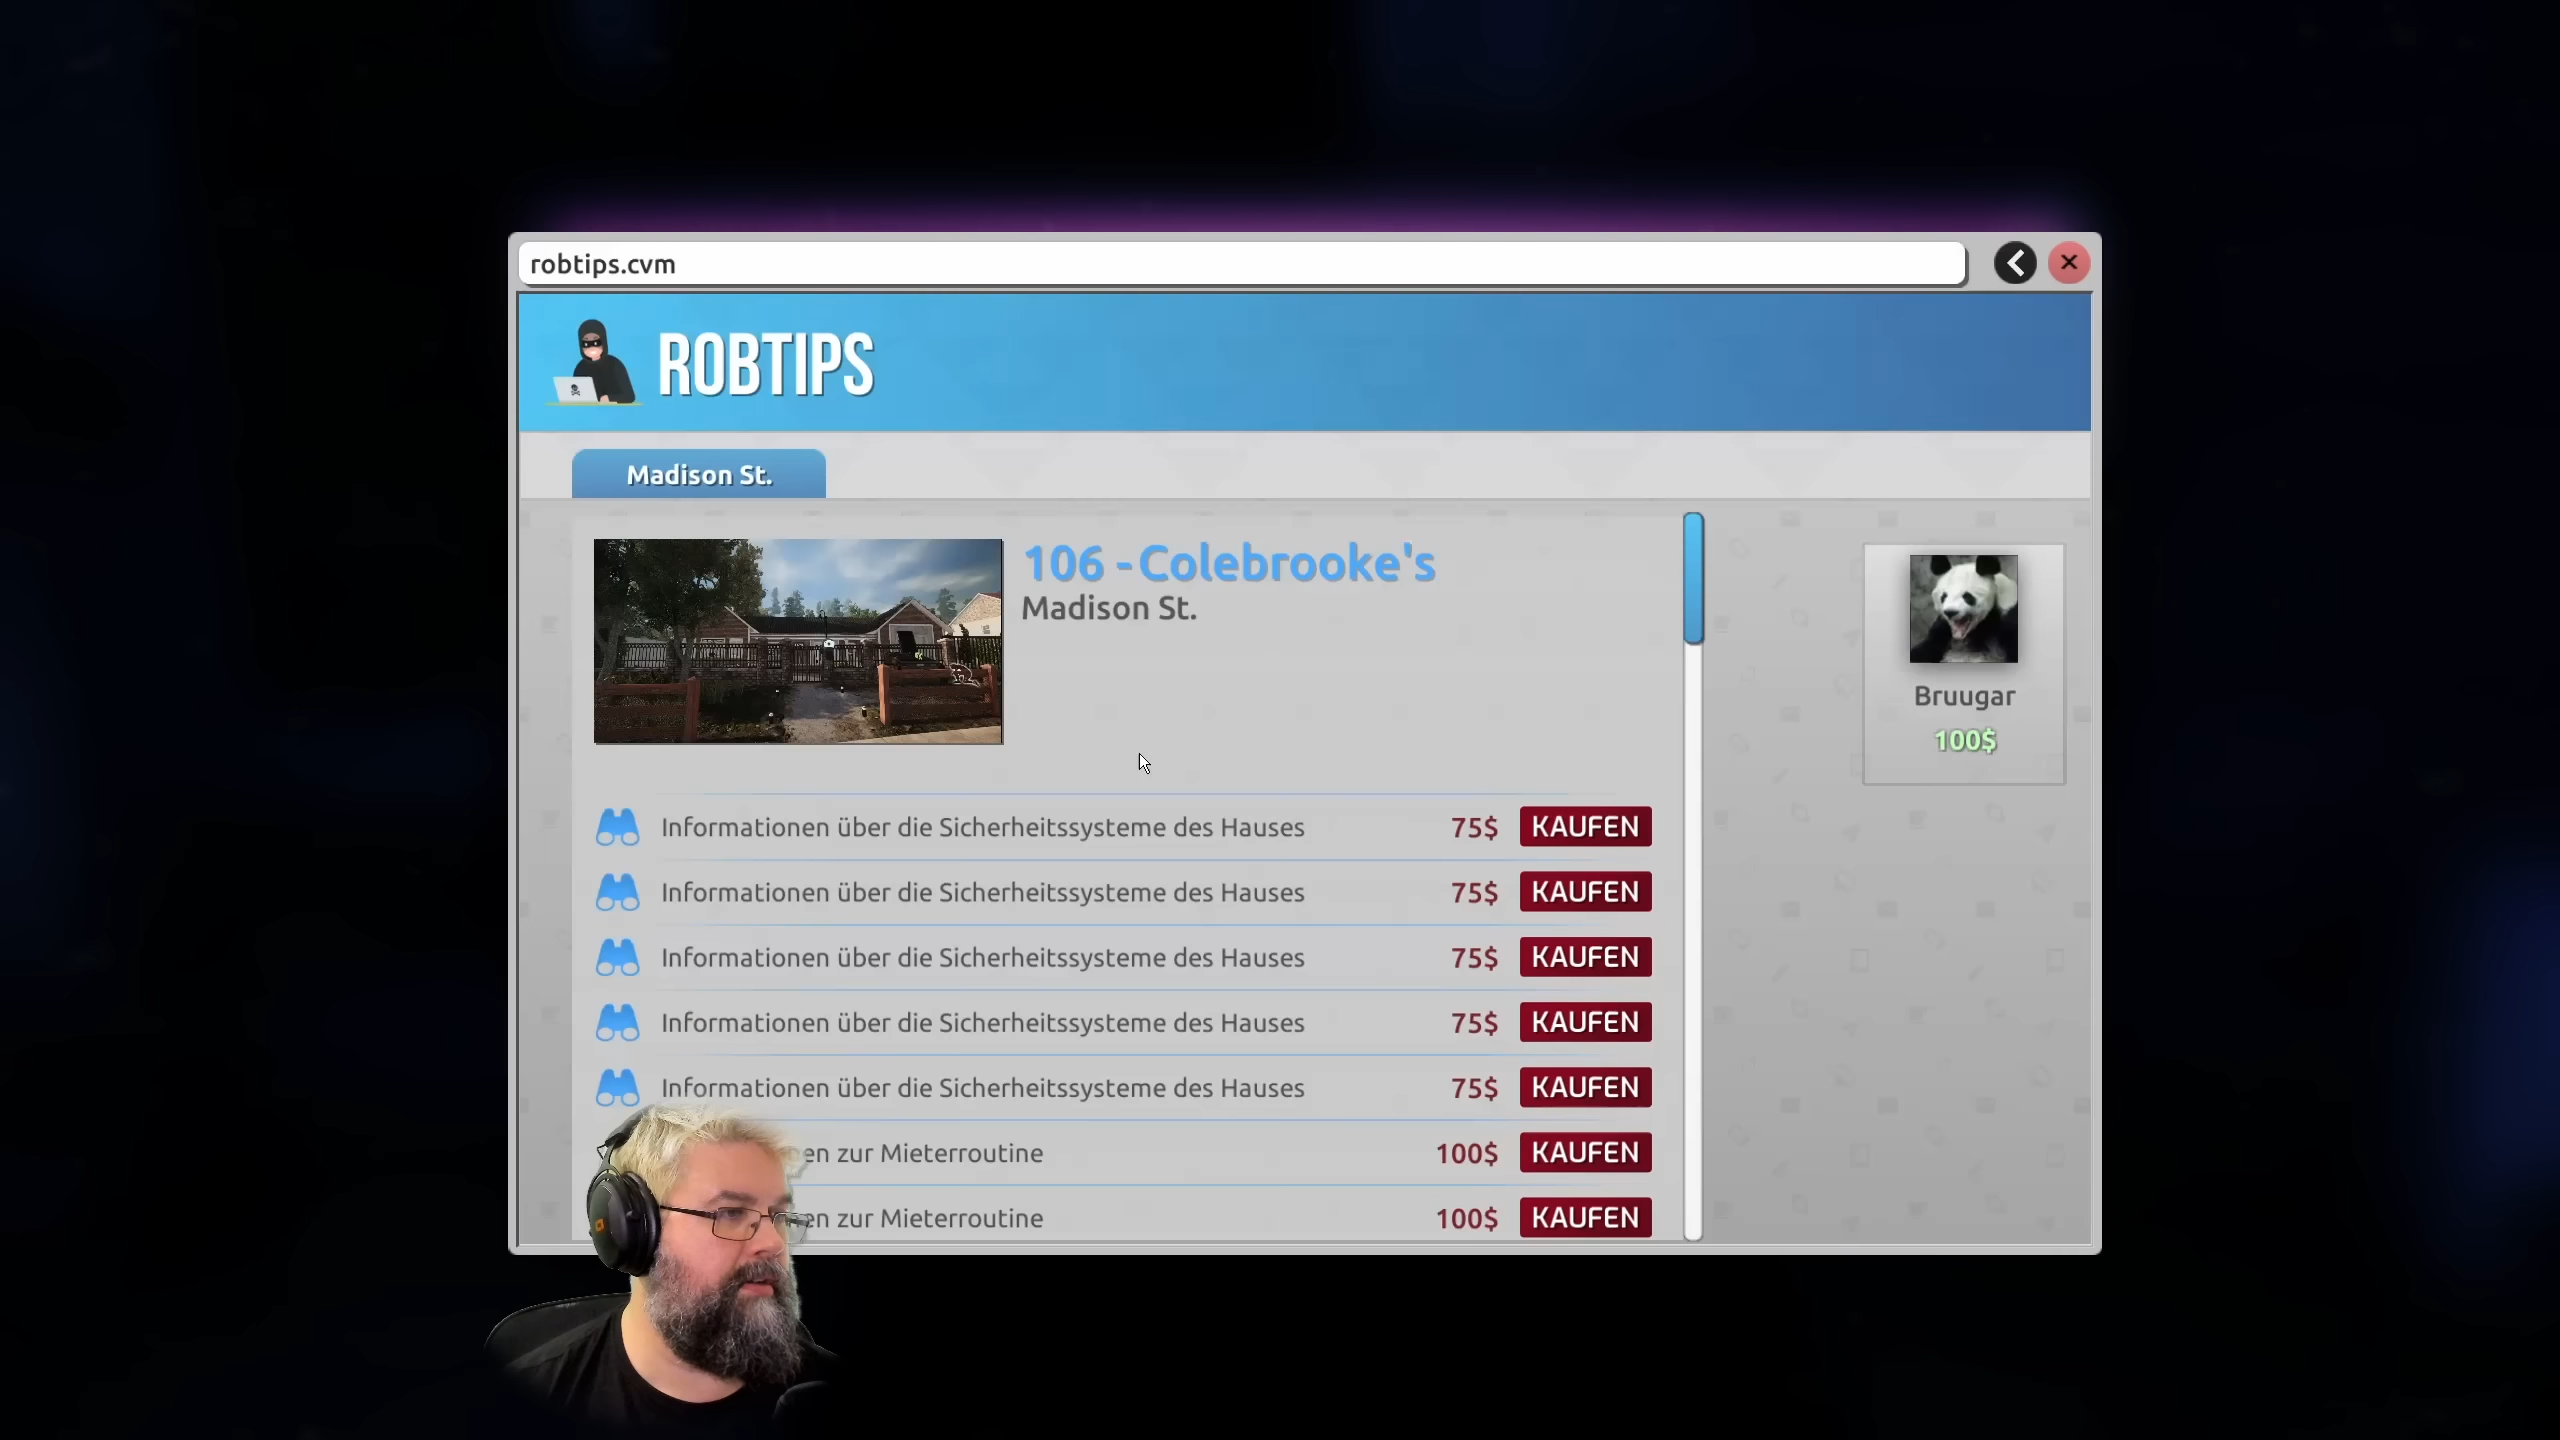 robtips.cvm
ROBTIPS
Madison St.
106 - Colebrooke's
Madison St.
Bruugar
100$
Informationen über die Sicherheitssysteme des Hauses 75$ KAUFEN
Informationen über die Sicherheitssysteme des Hauses 75$ KAUFEN
Informationen über die Sicherheitssysteme des Hauses 75$ KAUFEN
Informationen über die Sicherheitssysteme des Hauses 75$ KAUFEN
Informationen über die Sicherheitssysteme des Hauses 75$ KAUFEN
en zur Mieterroutine 100$ KAUFEN
en zur Mieterroutine 100$ KAUFEN